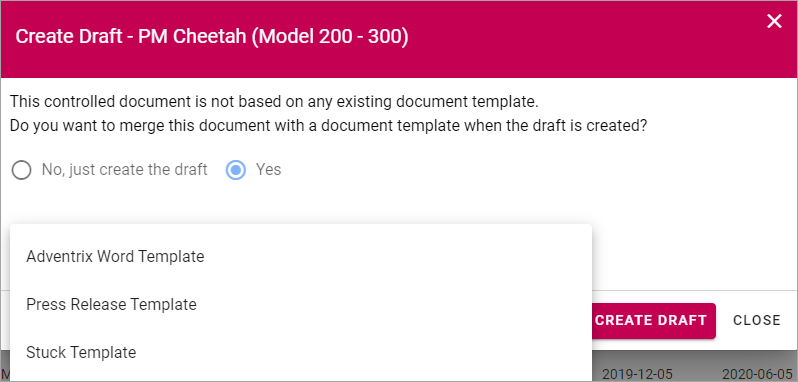 Create Draft - PM Cheetah (Model 200 - 300)
This controlled document is not based on any existing document template.
Do you want to merge this document with a document template when the draft is created?
No, just create the draft Yes
Adventrix Word Template
Press Release Template
CREATE DRAFT CLOSE
Stuck Template
2019-12-05 2020-06-05